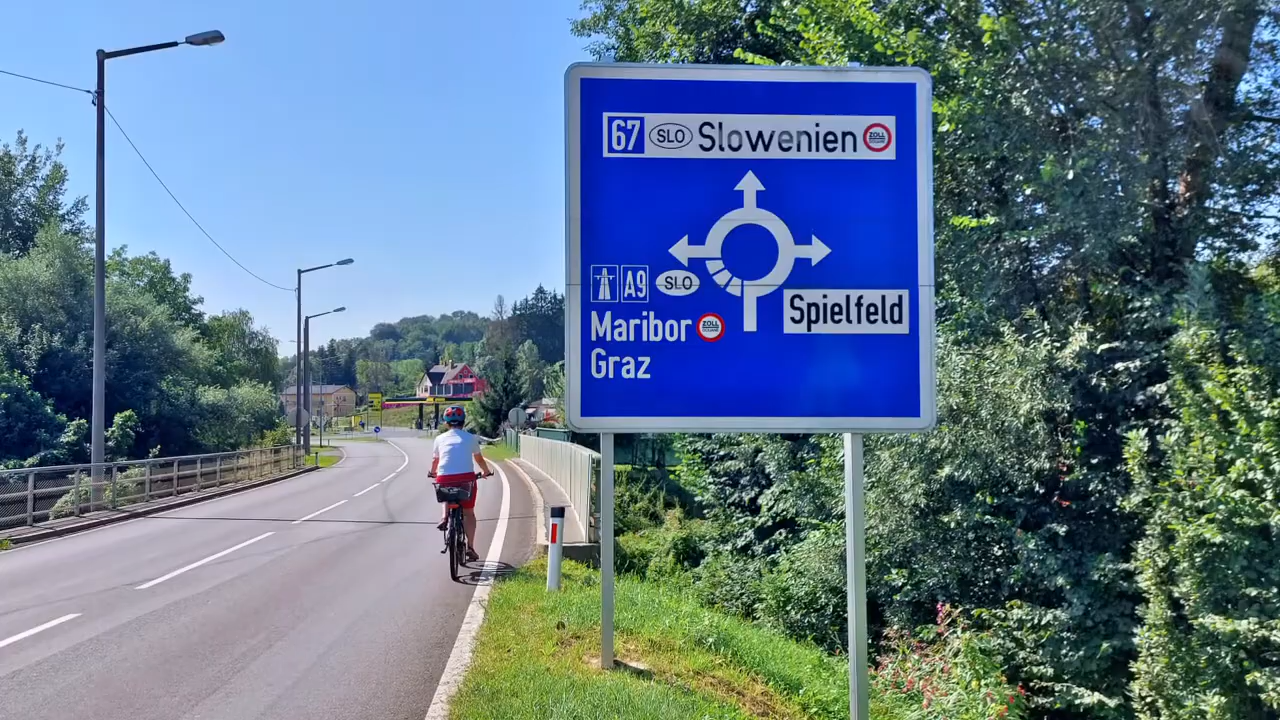 67 SLO Slowenien ZOLL
A9 SLO
Maribor ZOLL
Graz
Spielfeld